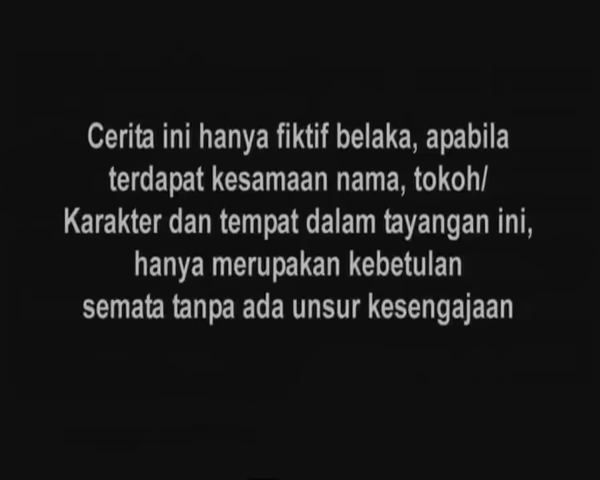 Cerita ini hanya fiktif belaka, apabila
terdapat kesamaan nama, tokoh/
Karakter dan tempat dalam tayangan ini,
hanya merupakan kebetulan
semata tanpa ada unsur kesengajaan